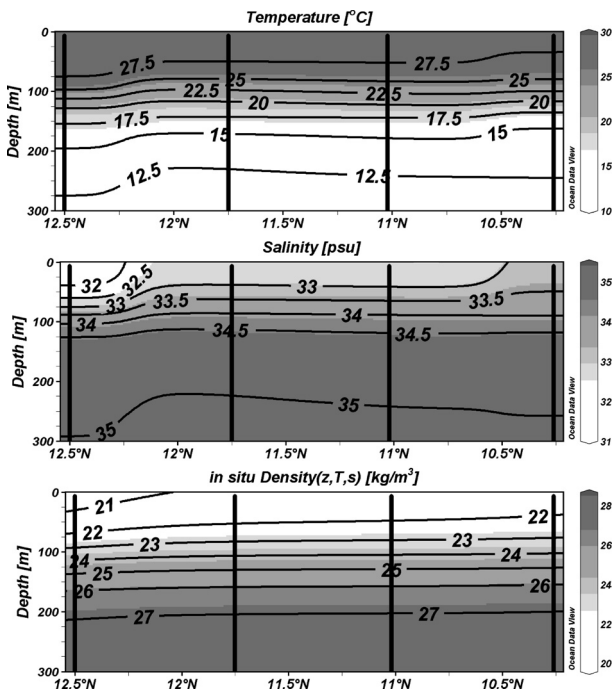 Temperature [°C]
0
100
200
300
Depth [m]
27.5
27.5
25
25
22.5
22.5
20
20
17.5
17.5
15
15
12.5
12.5
12.5°N
12°N
11.5°N
11°N
10.5°N
30
25
20
15
10
Ocean Data View
Salinity [psu]
0
100
200
300
Depth [m]
32
32.5
33
33
33.5
33.5
34
34
34.5
34.5
35
35
12.5°N
12°N
11.5°N
11°N
10.5°N
35
34
33
32
31
Ocean Data View
in situ Density(z,T,s) [kg/m³]
0
100
200
300
Depth [m]
21
22
22
23
23
24
24
25
25
26
26
27
27
12.5°N
12°N
11.5°N
11°N
10.5°N
28
26
24
22
20
Ocean Data View